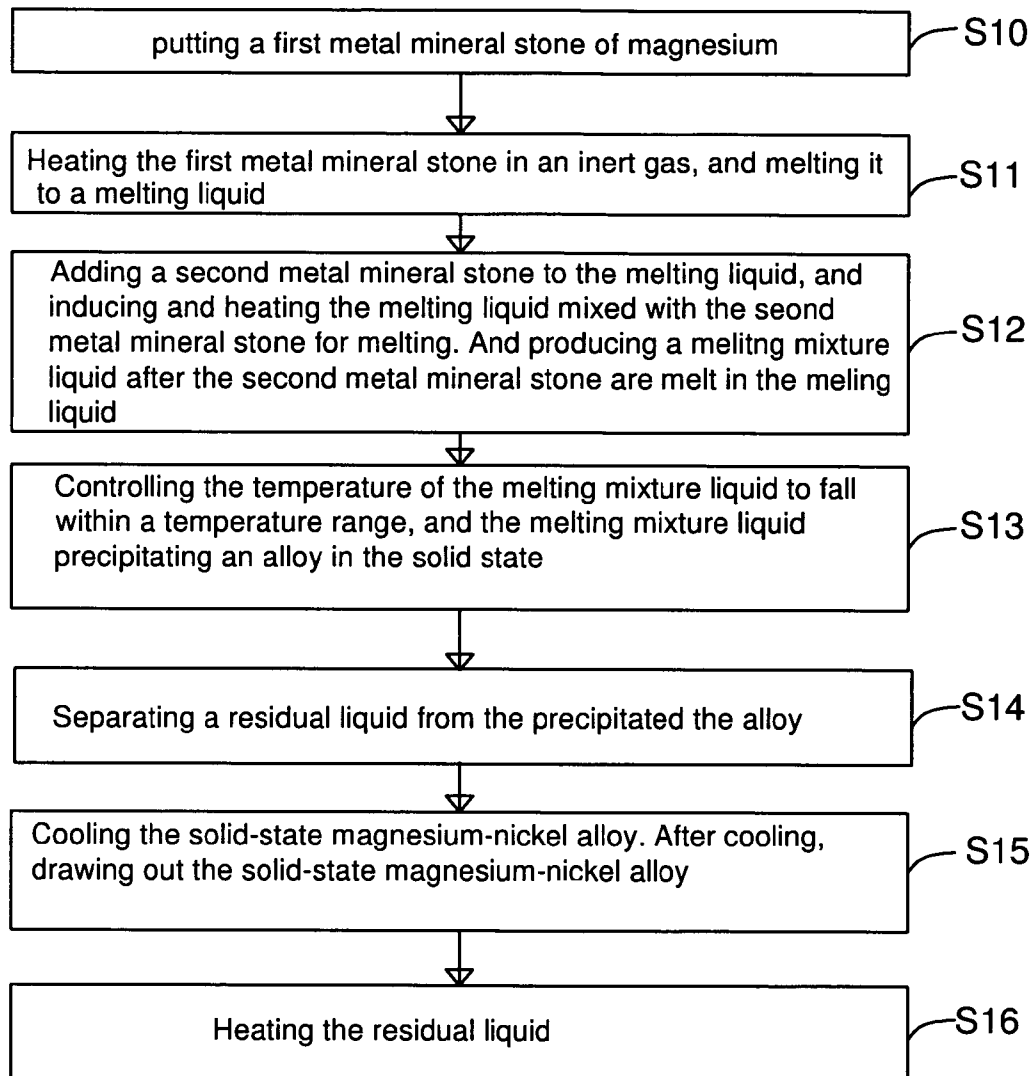 putting a first metal mineral stone of magnesium
S10
Heating the first metal mineral stone in an inert gas, and melting it
to a melting liquid
S11
Adding a second metal mineral stone to the melting liquid, and
inducing and heating the melting liquid mixed with the seond
metal mineral stone for melting. And producing a melitng mixture
liquid after the second metal mineral stone are melt in the meling
liquid
S12
Controlling the temperature of the melting mixture liquid to fall
within a temperature range, and the melting mixture liquid
precipitating an alloy in the solid state
S13
Separating a residual liquid from the precipitated the alloy
S14
Cooling the solid-state magnesium-nickel alloy. After cooling,
drawing out the solid-state magnesium-nickel alloy
S15
Heating the residual liquid
S16